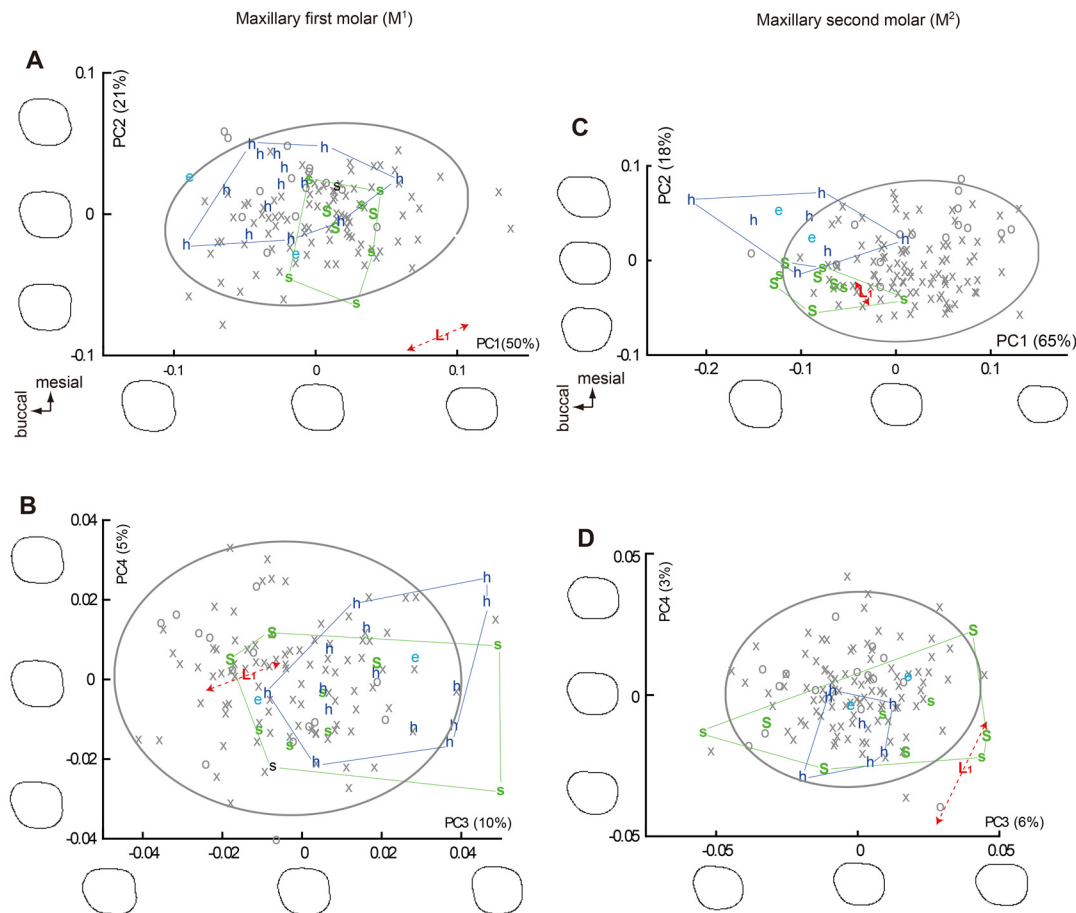 Maxillary first molar (M¹)
Maxillary second molar (M²)
A
0.1
0
-0.1
PC2 (21%)
PC1(50%)
-0.1
0
0.1
L₁
mesial
buccal
C
0.1
0
-0.1
PC2 (18%)
PC1 (65%)
-0.2
-0.1
0
0.1
L₁
mesial
buccal
B
0.04
0.02
0
-0.02
-0.04
PC4 (5%)
PC3 (10%)
-0.04
-0.02
0
0.02
0.04
L₁
D
0.05
0
-0.05
PC4 (3%)
PC3 (6%)
-0.05
0
0.05
L₁